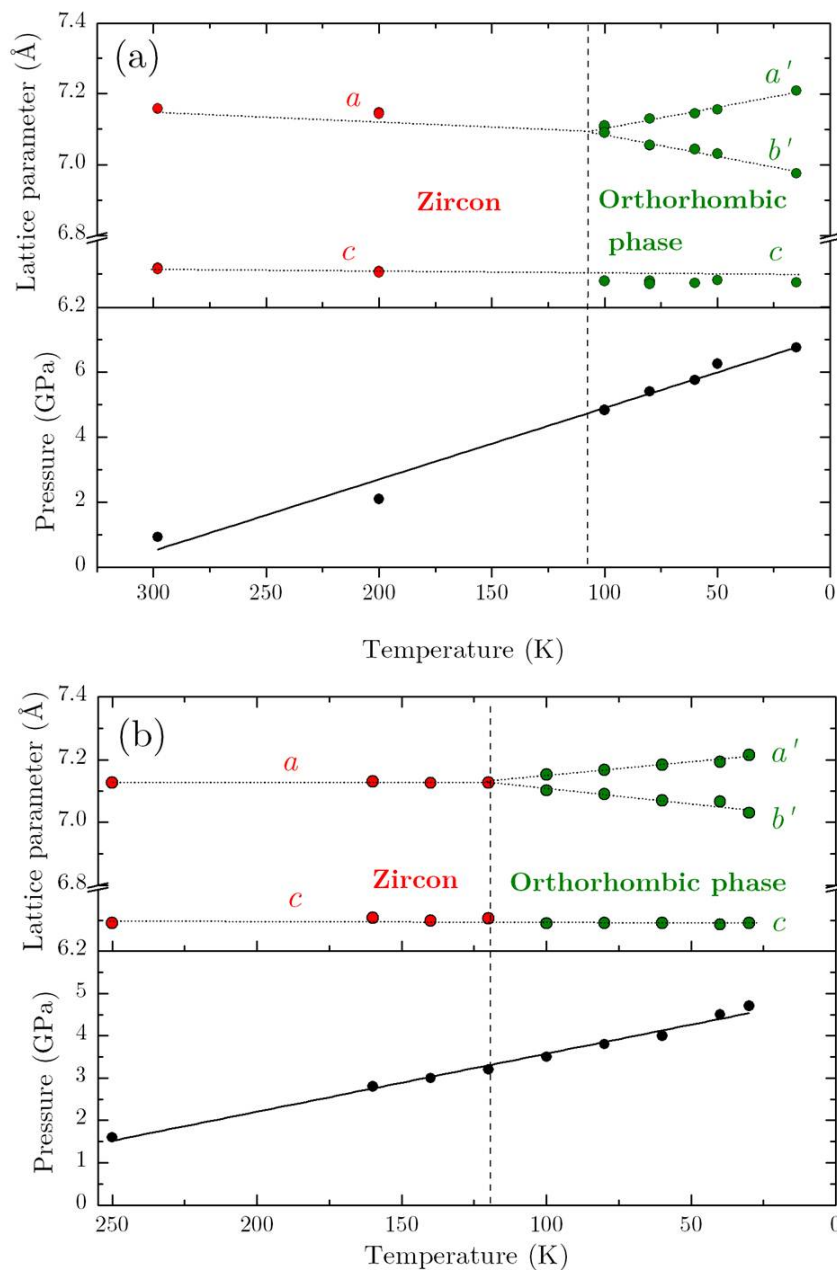 (a)
7.4
7.2
7.0
6.8
6.2
Lattice parameter (Å)
a
a′
b′
Zircon
Orthorhombic
phase
c
c
6
4
2
0
Pressure (GPa)
300
250
200
150
100
50
0
Temperature (K)
(b)
7.4
7.2
7.0
6.8
6.2
Lattice parameter (Å)
a
a′
b′
Zircon
Orthorhombic phase
c
c
5
4
3
2
1
0
Pressure (GPa)
250
200
150
100
50
0
Temperature (K)